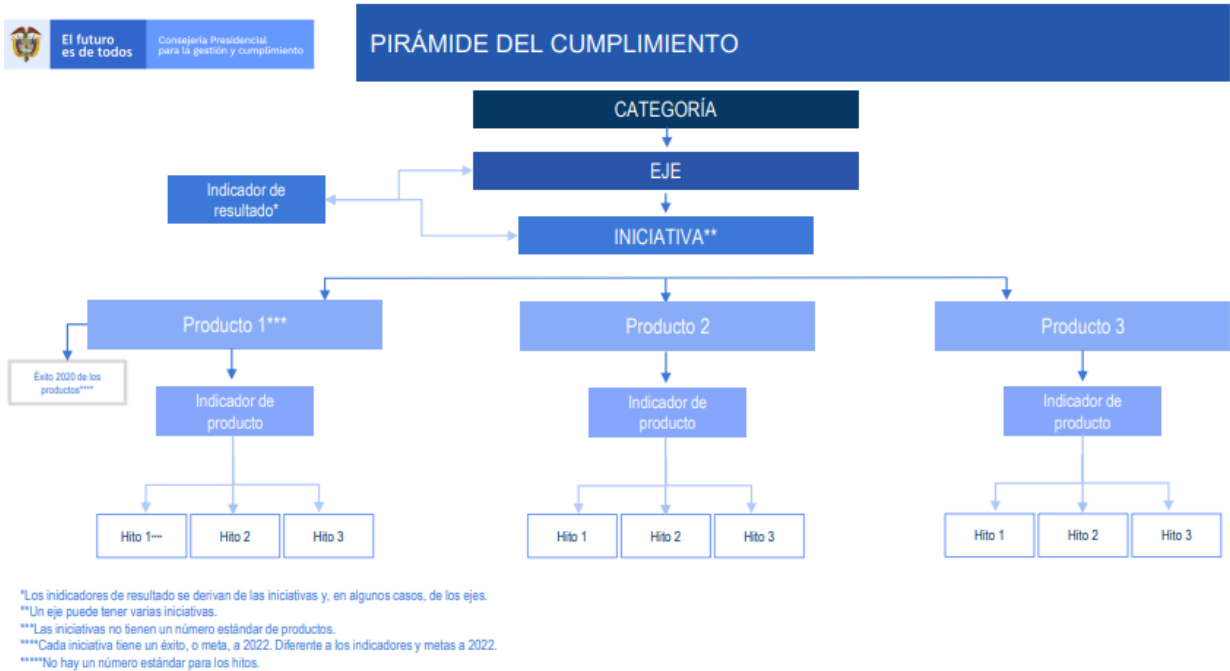 El futuro
es de todos
Consejería Presidencial
para la gestión y cumplimiento
PIRÁMIDE DEL CUMPLIMIENTO
CATEGORÍA
EJE
Indicador de
resultado*
INICIATIVA**
Producto 1***
Producto 2
Producto 3
Éxito 2020 de los
productos****
Indicador de
producto
Indicador de
producto
Indicador de
producto
Hito 1*****
Hito 2
Hito 3
Hito 1
Hito 2
Hito 3
Hito 1
Hito 2
Hito 3
*Los inidicadores de resultado se derivan de las iniciativas y, en algunos casos, de los ejes.
**Un eje puede tener varias iniciativas.
***Las iniciativas no tienen un número estándar de productos.
****Cada iniciativa tiene un éxito, o meta, a 2022. Diferente a los indicadores y metas a 2022.
*****No hay un número estándar para los hitos.